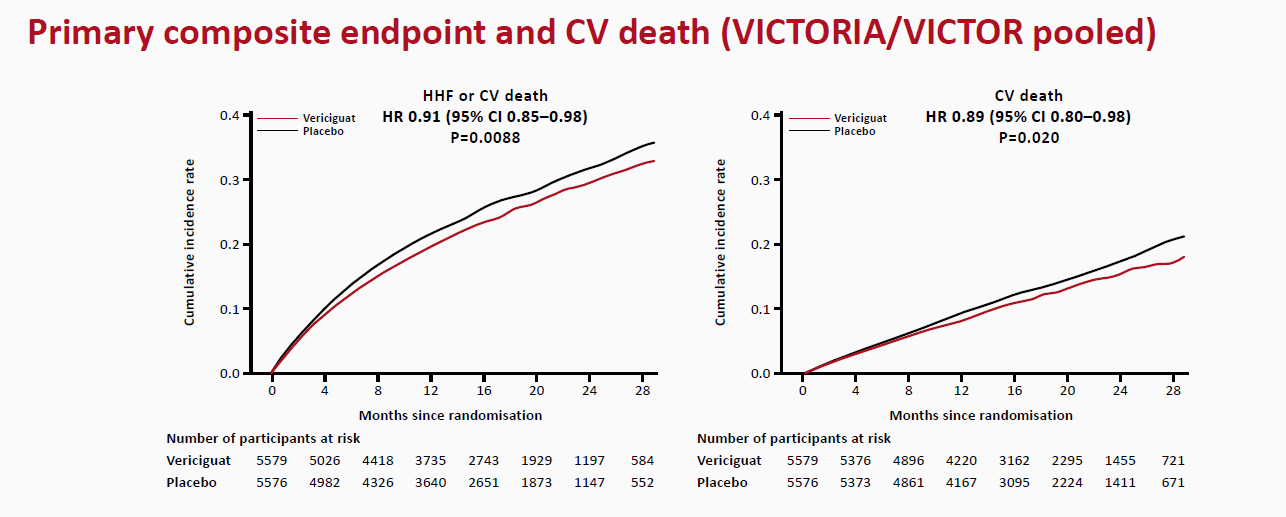 Primary composite endpoint and CV death (VICTORIA/VICTOR pooled)
HHF or CV death
HR 0.91 (95% CI 0.85–0.98)
P=0.0088
Vericiguat
Placebo
Cumulative incidence rate
0.4
0.3
0.2
0.1
0.0
0 4 8 12 16 20 24 28
Months since randomisation
Number of participants at risk
Vericiguat 5579 5026 4418 3735 2743 1929 1197 584
Placebo 5576 4982 4326 3640 2651 1873 1147 552
CV death
HR 0.89 (95% CI 0.80–0.98)
P=0.020
Vericiguat
Placebo
Cumulative incidence rate
0.4
0.3
0.2
0.1
0.0
0 4 8 12 16 20 24 28
Months since randomisation
Number of participants at risk
Vericiguat 5579 5376 4896 4220 3162 2295 1455 721
Placebo 5576 5373 4861 4167 3095 2224 1411 671